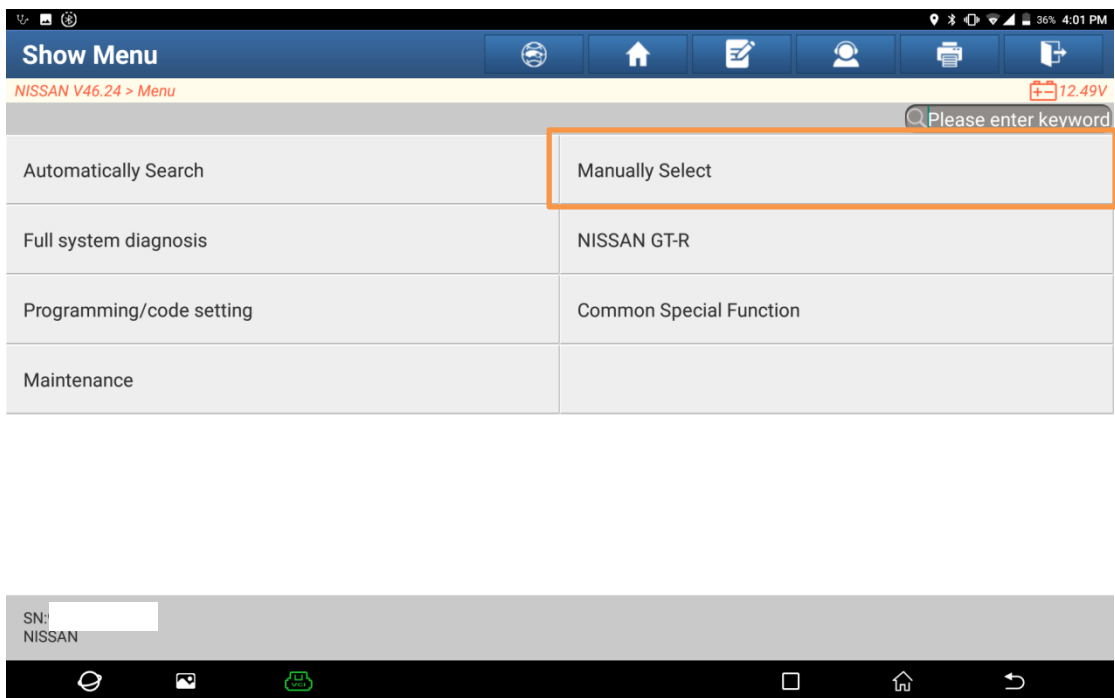 36% 4:01 PM
Show Menu
NISSAN V46.24 > Menu
12.49V
Please enter keyword
Automatically Search
Manually Select
Full system diagnosis
NISSAN GT-R
Programming/code setting
Common Special Function
Maintenance
SN:
NISSAN
VCI